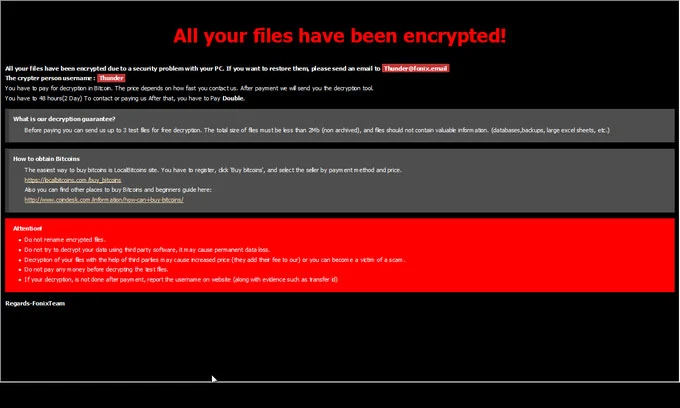 All your files have been encrypted!
All your files have been encrypted due to a security problem with your PC. If you want to restore them, please send an email to Thunder@fonix.email
The crypter person username : Thunder
You have to pay for decryption in Bitcoin. The price depends on how fast you contact us. After payment we will send you the decryption tool.
You have to 48 hours(2 Day) To contact or paying us After that, you have to Pay Double.
What is our decryption guarantee?
Before paying you can send us up to 3 test files for free decryption. The total size of files must be less than 2Mb (non archived), and files should not contain valuable information. (databases,backups, large excel sheets, etc.)
How to obtain Bitcoins
The easiest way to buy bitcoins is LocalBitcoins site. You have to register, click 'Buy bitcoins', and select the seller by payment method and price.
https://localbitcoins.com/buy_bitcoins
Also you can find other places to buy Bitcoins and beginners guide here:
http://www.coindesk.com/information/how-can-i-buy-bitcoins/
Attention!
Do not rename encrypted files.
Do not try to decrypt your data using third party software, it may cause permanent data loss.
Decryption of your files with the help of third parties may cause increased price (they add their fee to our) or you can become a victim of a scam.
Do not pay any money before decrypting the test files.
If your decryption, is not done after payment, report the username on website (along with evidence such as transfer id)
Regards-FonixTeam